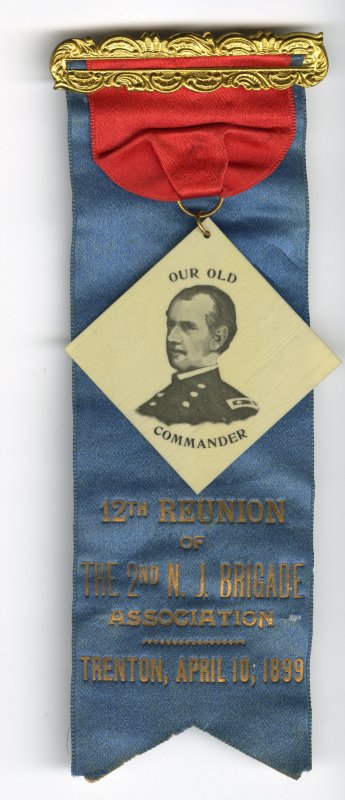 OUR OLD
COMMANDER
12TH REUNION
OF
THE 2ND N. J. BRIGADE
ASSOCIATION
TRENTON, APRIL 10, 1899